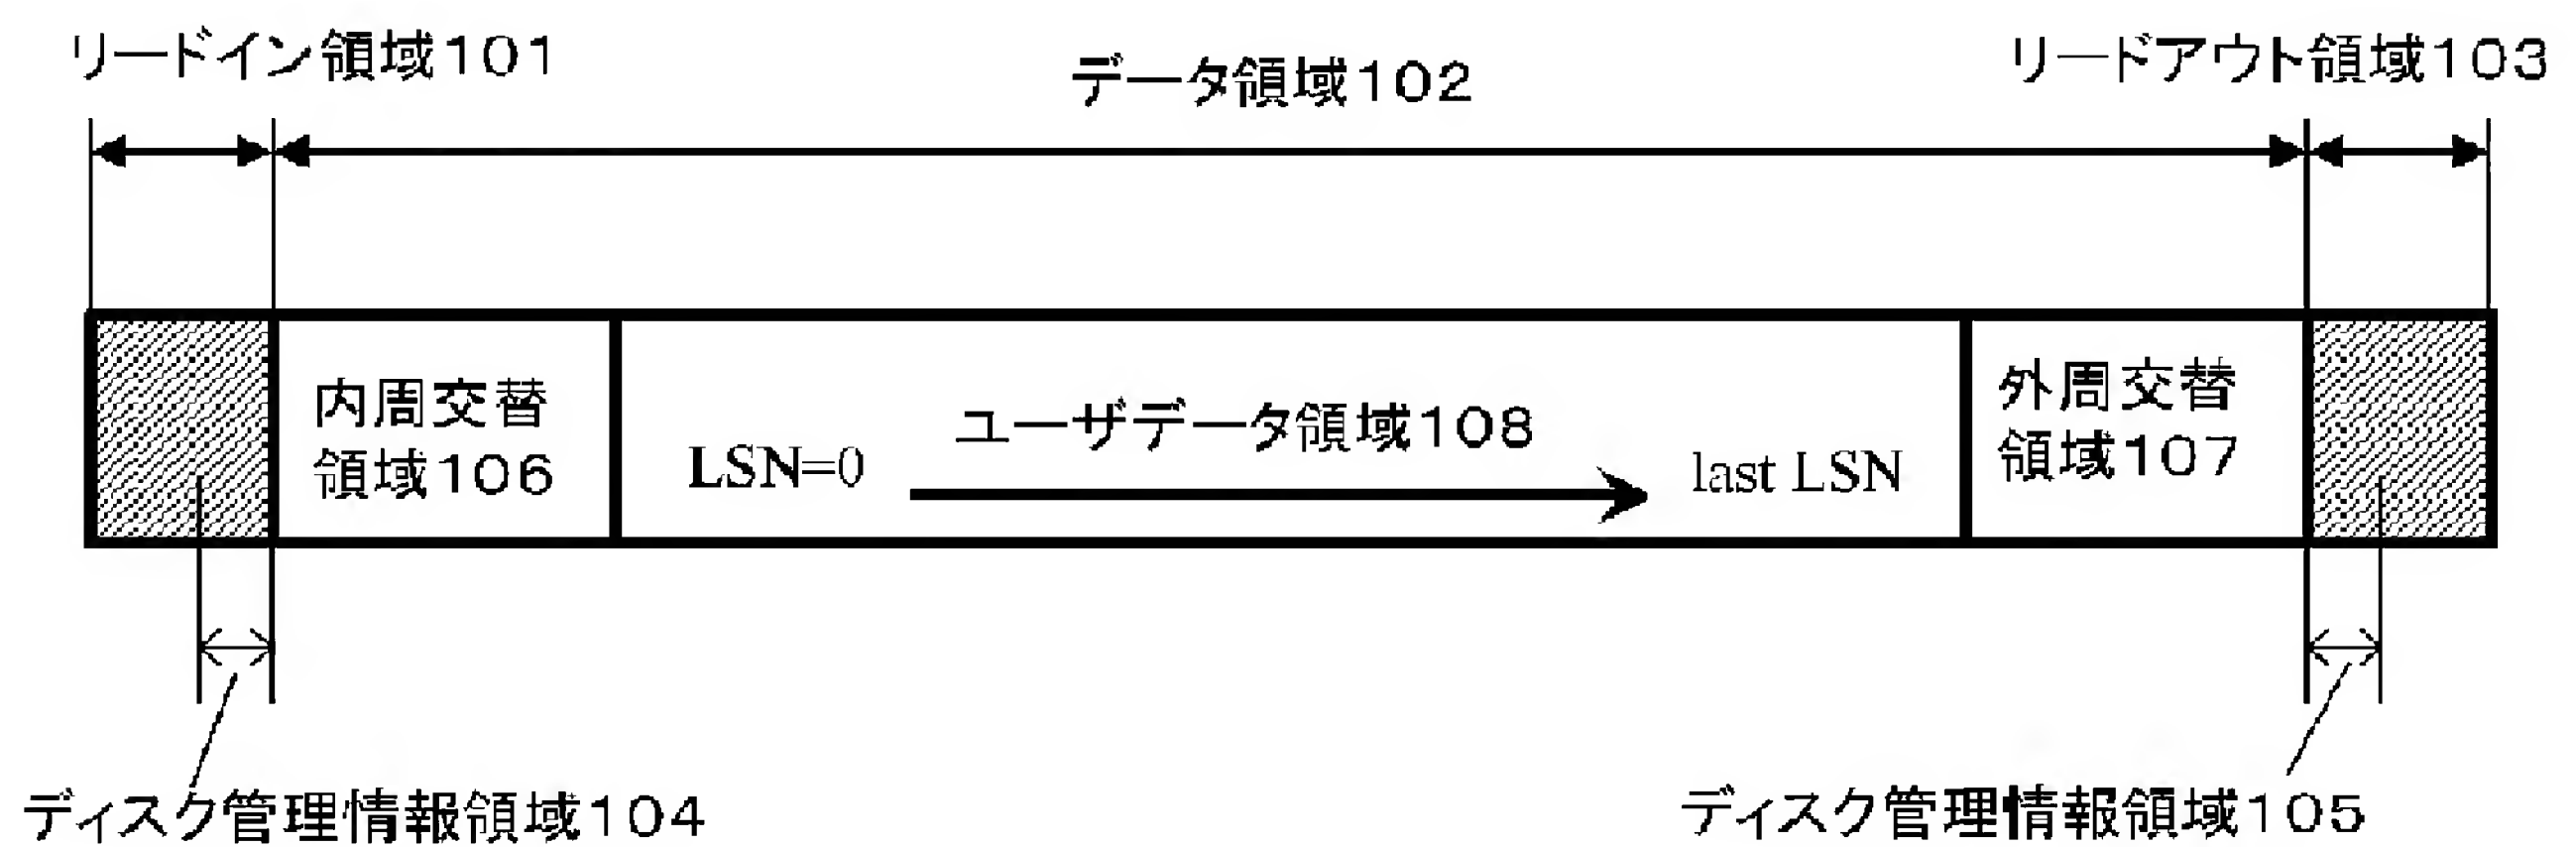 リードイン領域101
データ領域102
リードアウト領域103
内周交替
領域106
ユーザデータ領域108
LSN=0
last LSN
外周交替
領域107
ディスク管理情報領域104
ディスク管理情報領域105